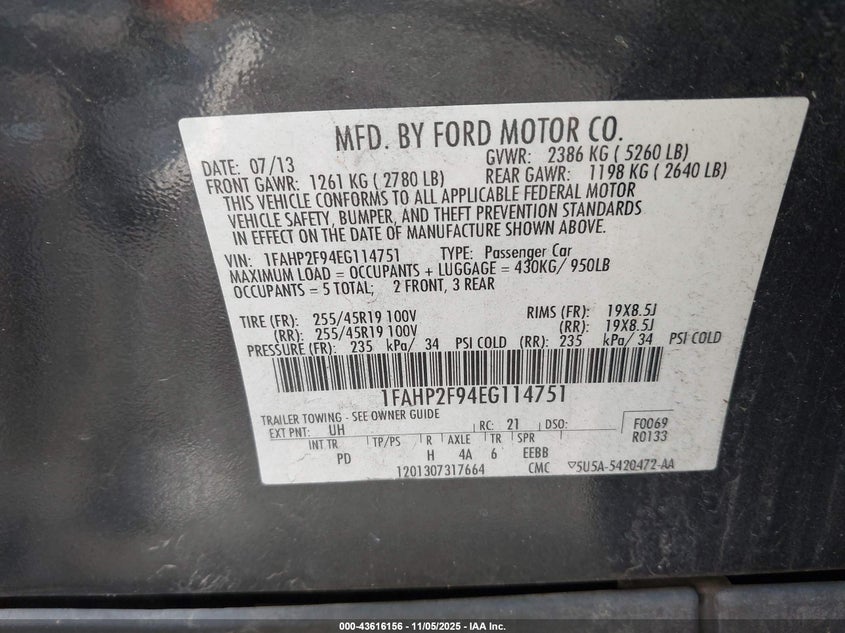 MFD. BY FORD MOTOR CO.
DATE: 07/13 GVWR: 2386 KG ( 5260 LB)
FRONT GAWR: 1261 KG ( 2780 LB) REAR GAWR: 1198 KG ( 2640 LB)
THIS VEHICLE CONFORMS TO ALL APPLICABLE FEDERAL MOTOR
VEHICLE SAFETY, BUMPER, AND THEFT PREVENTION STANDARDS
IN EFFECT ON THE DATE OF MANUFACTURE SHOWN ABOVE.
VIN: 1FAHP2F94EG114751 TYPE: Passenger Car
MAXIMUM LOAD = OCCUPANTS + LUGGAGE = 430KG/ 950LB
OCCUPANTS = 5 TOTAL; 2 FRONT, 3 REAR
TIRE (FR): 255/45R19 100V RIMS (FR): 19X8.5J
(RR): 255/45R19 100V (RR): 19X8.5J
PRESSURE (FR): 235 kPa/ 34 PSI COLD (RR): 235 kPa/ 34 PSI COLD
1FAHP2F94EG114751
TRAILER TOWING - SEE OWNER GUIDE
EXT PNT: UH RC: 21 DSO: F0069
INT TR TP/PS R AXLE TR SPR R0133
PD H 4A 6 EEBB
1201307317664 CMC 5U5A-5420472-AA
000-43616156 - 11/05/2025 - IAA Inc.